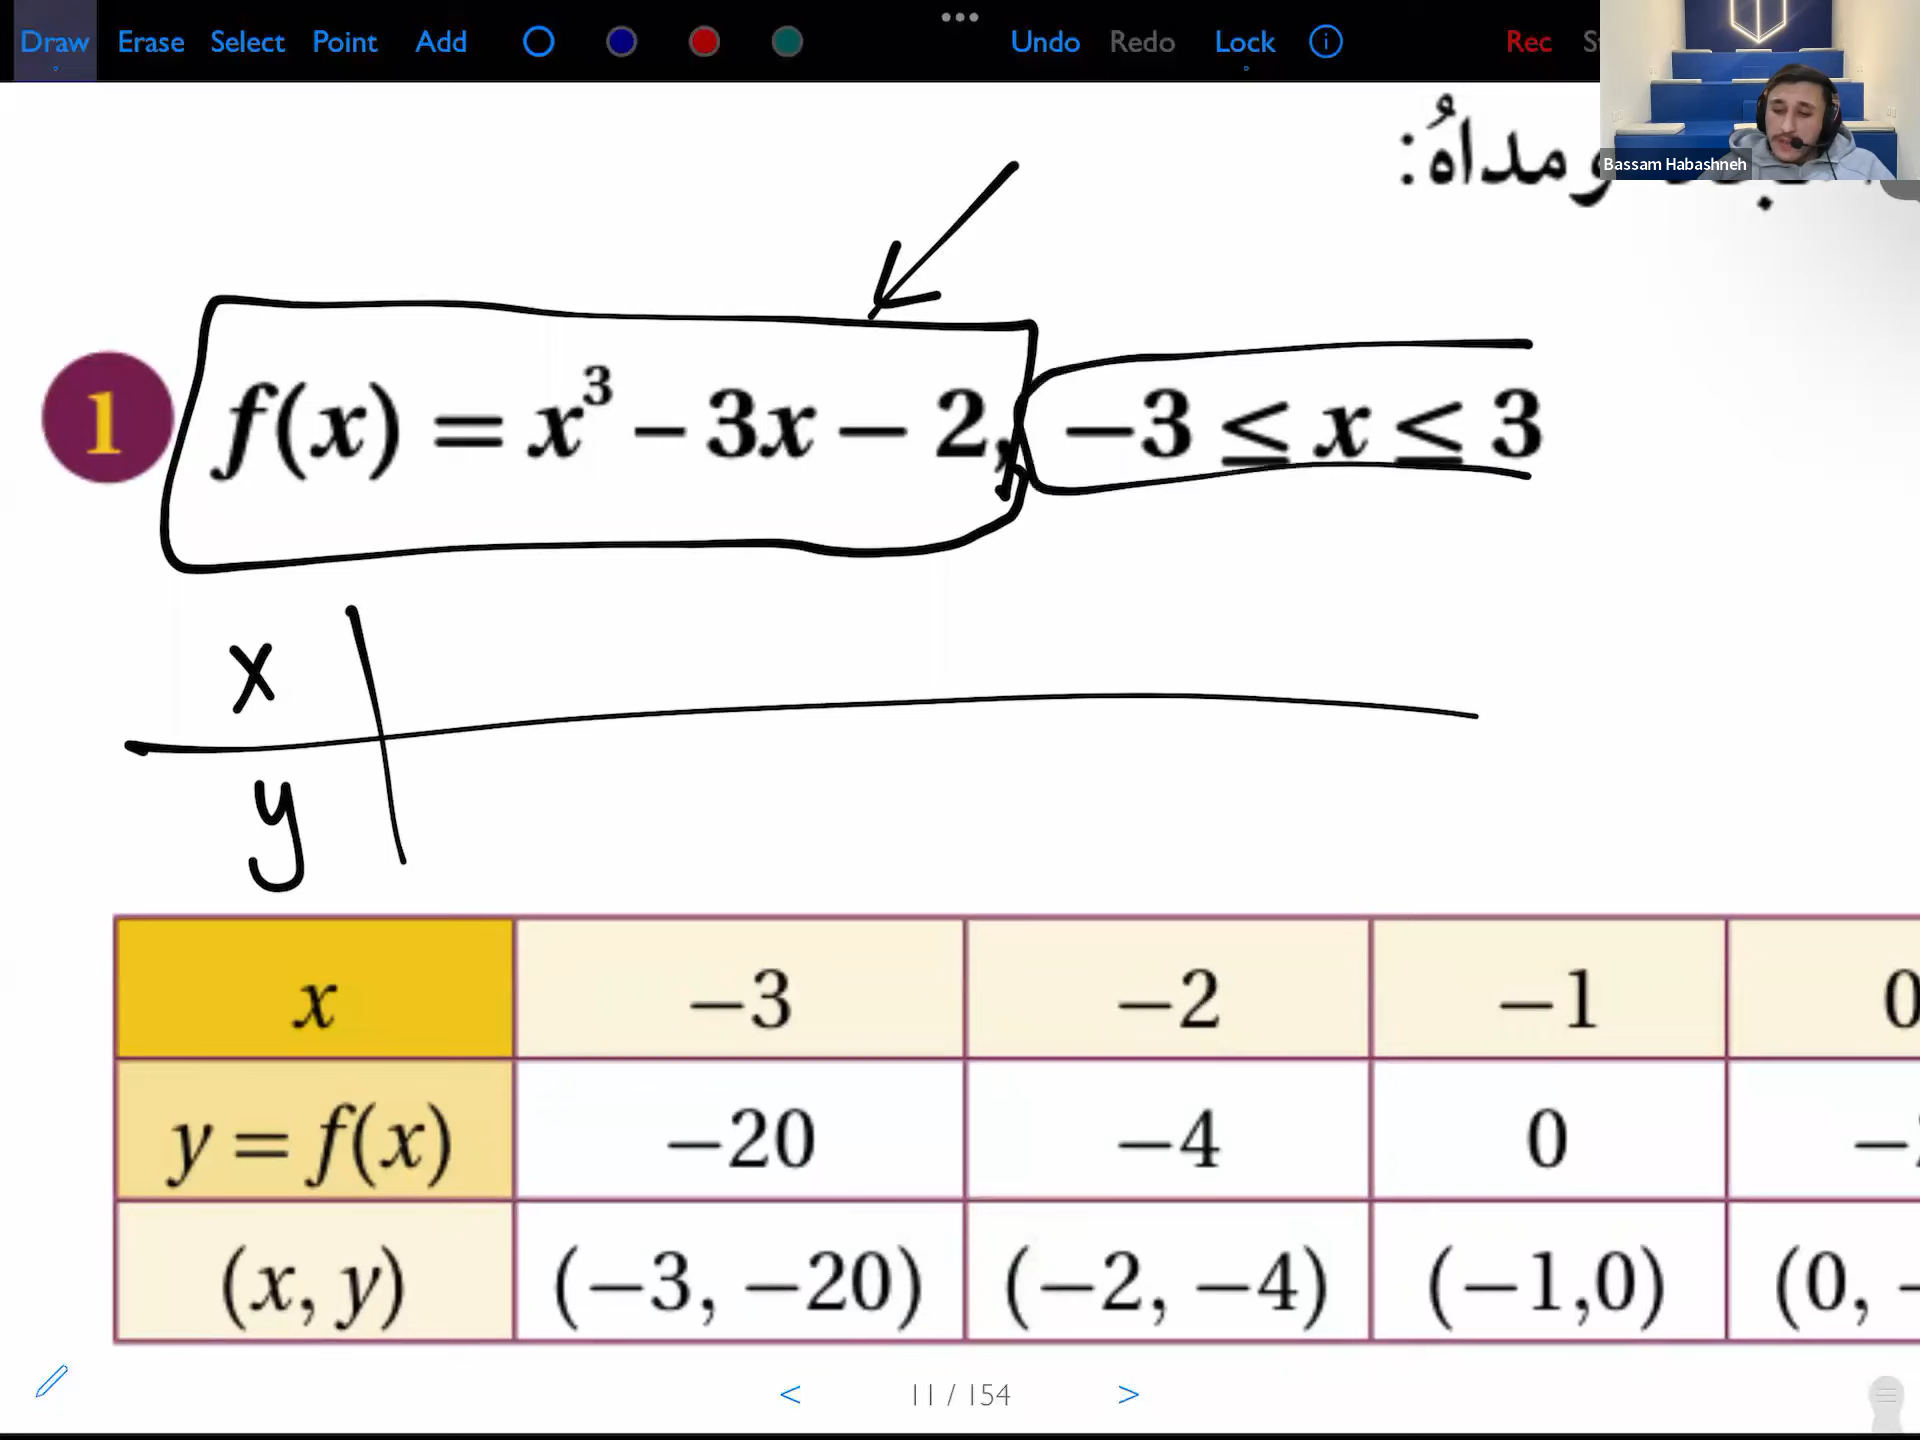 Draw Erase Select Point Add Undo Redo Lock Rec
Bassam Habashneh
ومداهُ:
1 f(x) = x³ − 3x − 2, −3 ≤ x ≤ 3
x
y
x −3 −2 −1 0
y = f(x) −20 −4 0
(x, y) (−3, −20) (−2, −4) (−1,0) (0, −
< 11 / 154 >